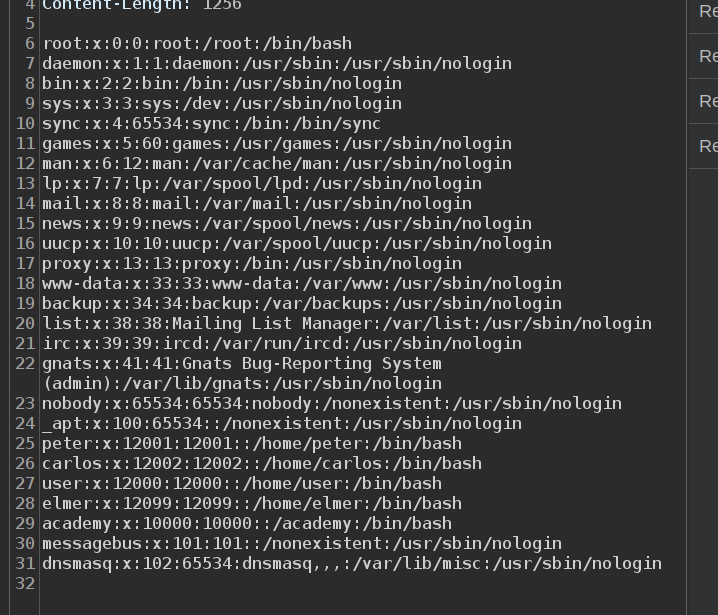 4 Content-Length: 1256
5
6 root:x:0:0:root:/root:/bin/bash
7 daemon:x:1:1:daemon:/usr/sbin:/usr/sbin/nologin
8 bin:x:2:2:bin:/bin:/usr/sbin/nologin
9 sys:x:3:3:sys:/dev:/usr/sbin/nologin
10 sync:x:4:65534:sync:/bin:/bin/sync
11 games:x:5:60:games:/usr/games:/usr/sbin/nologin
12 man:x:6:12:man:/var/cache/man:/usr/sbin/nologin
13 lp:x:7:7:lp:/var/spool/lpd:/usr/sbin/nologin
14 mail:x:8:8:mail:/var/mail:/usr/sbin/nologin
15 news:x:9:9:news:/var/spool/news:/usr/sbin/nologin
16 uucp:x:10:10:uucp:/var/spool/uucp:/usr/sbin/nologin
17 proxy:x:13:13:proxy:/bin:/usr/sbin/nologin
18 www-data:x:33:33:www-data:/var/www:/usr/sbin/nologin
19 backup:x:34:34:backup:/var/backups:/usr/sbin/nologin
20 list:x:38:38:Mailing List Manager:/var/list:/usr/sbin/nologin
21 irc:x:39:39:ircd:/var/run/ircd:/usr/sbin/nologin
22 gnats:x:41:41:Gnats Bug-Reporting System
(admin):/var/lib/gnats:/usr/sbin/nologin
23 nobody:x:65534:65534:nobody:/nonexistent:/usr/sbin/nologin
24 _apt:x:100:65534::/nonexistent:/usr/sbin/nologin
25 peter:x:12001:12001::/home/peter:/bin/bash
26 carlos:x:12002:12002::/home/carlos:/bin/bash
27 user:x:12000:12000::/home/user:/bin/bash
28 elmer:x:12099:12099::/home/elmer:/bin/bash
29 academy:x:10000:10000::/academy:/bin/bash
30 messagebus:x:101:101::/nonexistent:/usr/sbin/nologin
31 dnsmasq:x:102:65534:dnsmasq,,,:/var/lib/misc:/usr/sbin/nologin
32
Re
Re
Re
Re